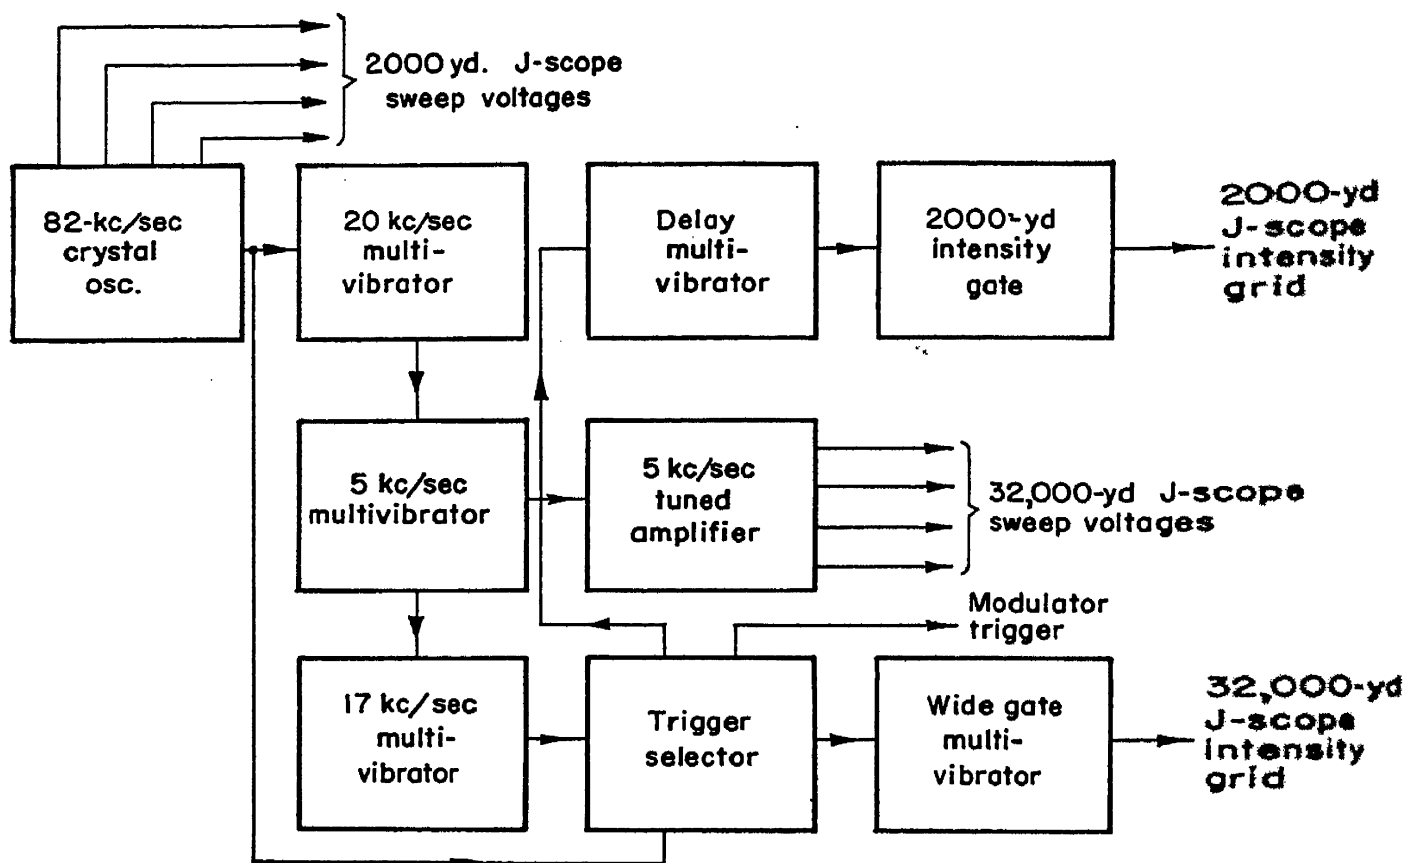 2000 yd. J-scope
sweep voltages
82-kc/sec
crystal
osc.
20 kc/sec
multi-
vibrator
Delay
multi-
vibrator
2000-yd
intensity
gate
2000-yd
J-scope
intensity
grid
5 kc/sec
multivibrator
5 kc/sec
tuned
amplifier
32,000-yd J-scope
sweep voltages
Modulator
trigger
17 kc/sec
multi-
vibrator
Trigger
selector
Wide gate
multi-
vibrator
32,000-yd
J-scope
intensity
grid